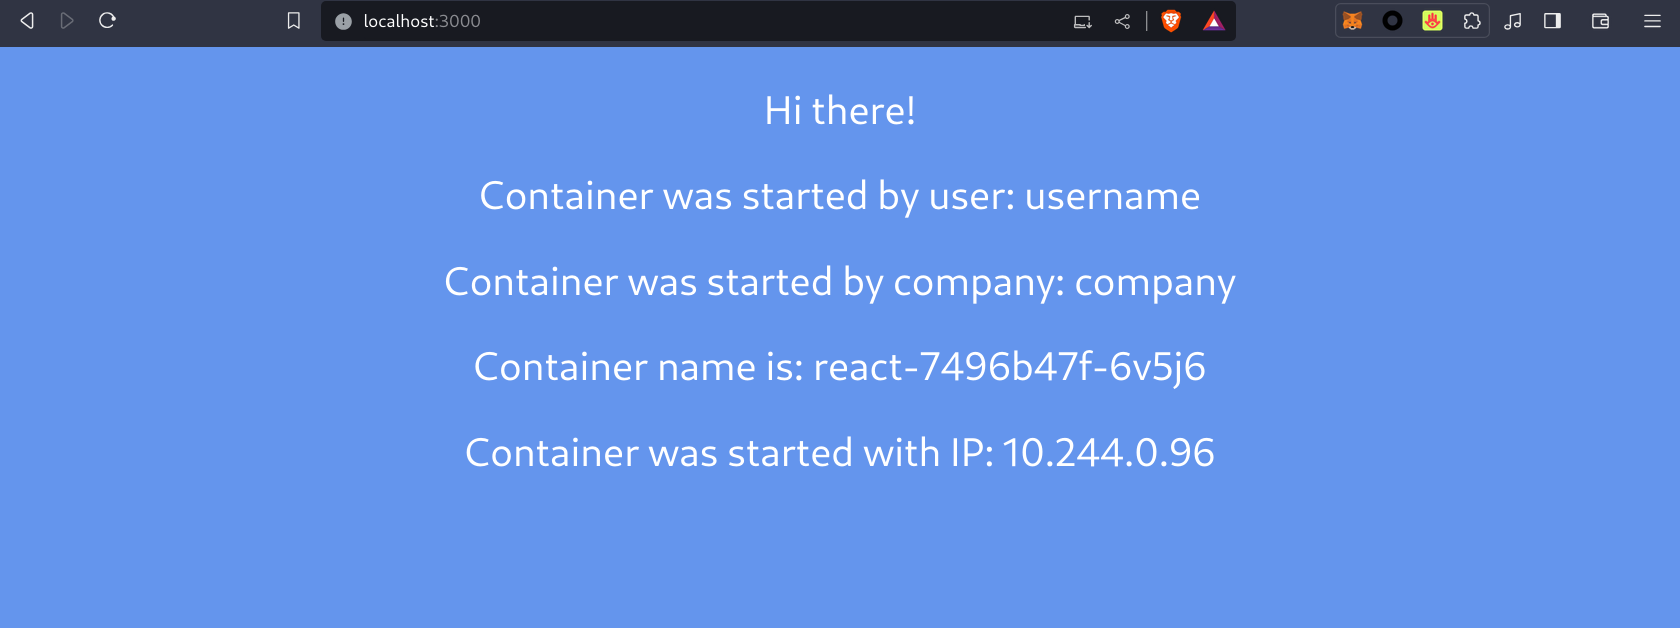 localhost:3000
Hi there!
Container was started by user: username
Container was started by company: company
Container name is: react-7496b47f-6v5j6
Container was started with IP: 10.244.0.96